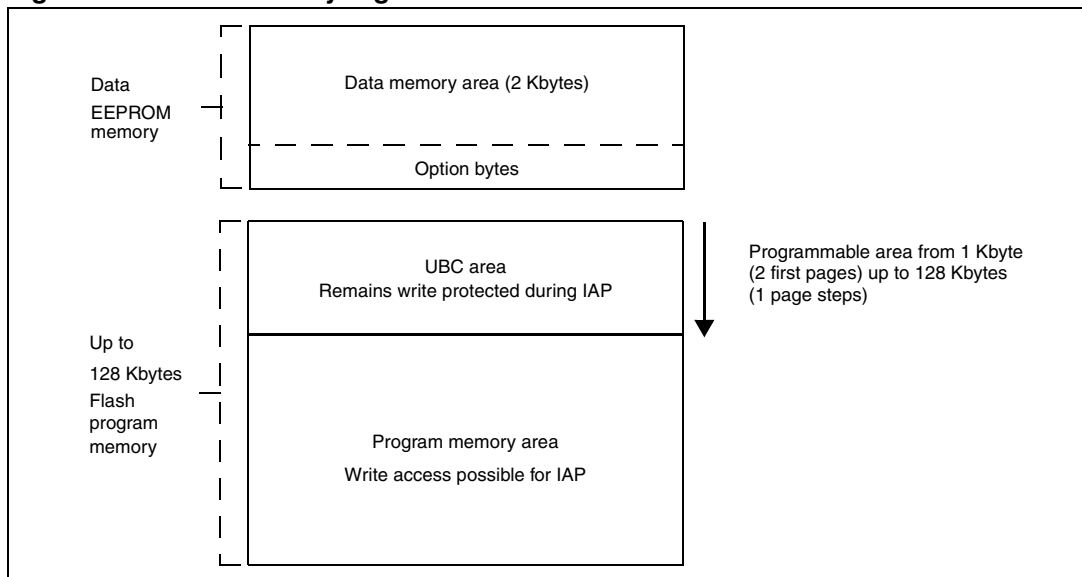 Data
EEPROM
memory
Data memory area (2 Kbytes)
Option bytes
UBC area
Remains write protected during IAP
Programmable area from 1 Kbyte
(2 first pages) up to 128 Kbytes
(1 page steps)
Up to
128 Kbytes
Flash
program
memory
Program memory area
Write access possible for IAP